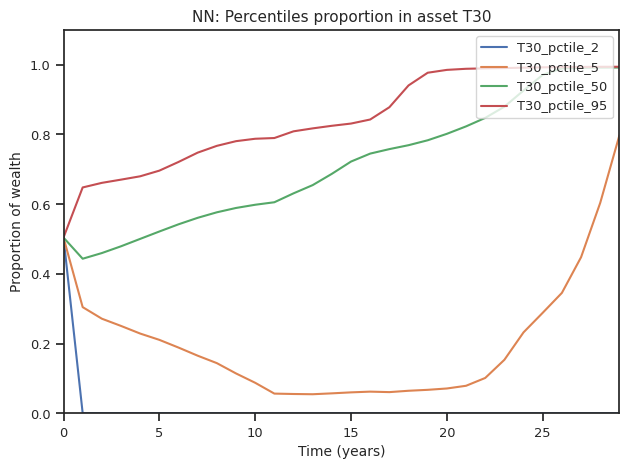 NN: Percentiles proportion in asset T30
T30_pctile_2
T30_pctile_5
T30_pctile_50
T30_pctile_95
Proportion of wealth
1.0
0.8
0.6
0.4
0.2
0.0
0
5
10
15
20
25
Time (years)